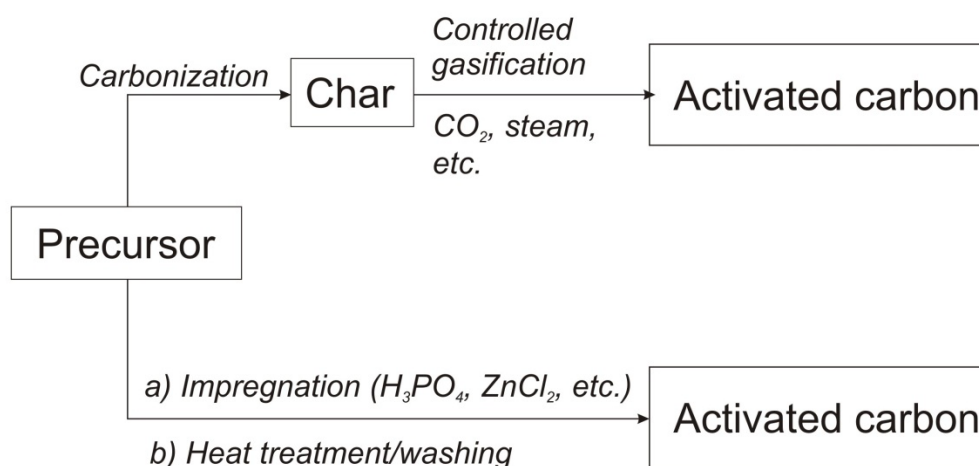 Carbonization
Char
Controlled
gasification
CO₂, steam,
etc.
Activated carbon
Precursor
a) Impregnation (H₃PO₄, ZnCl₂, etc.)
b) Heat treatment/washing
Activated carbon